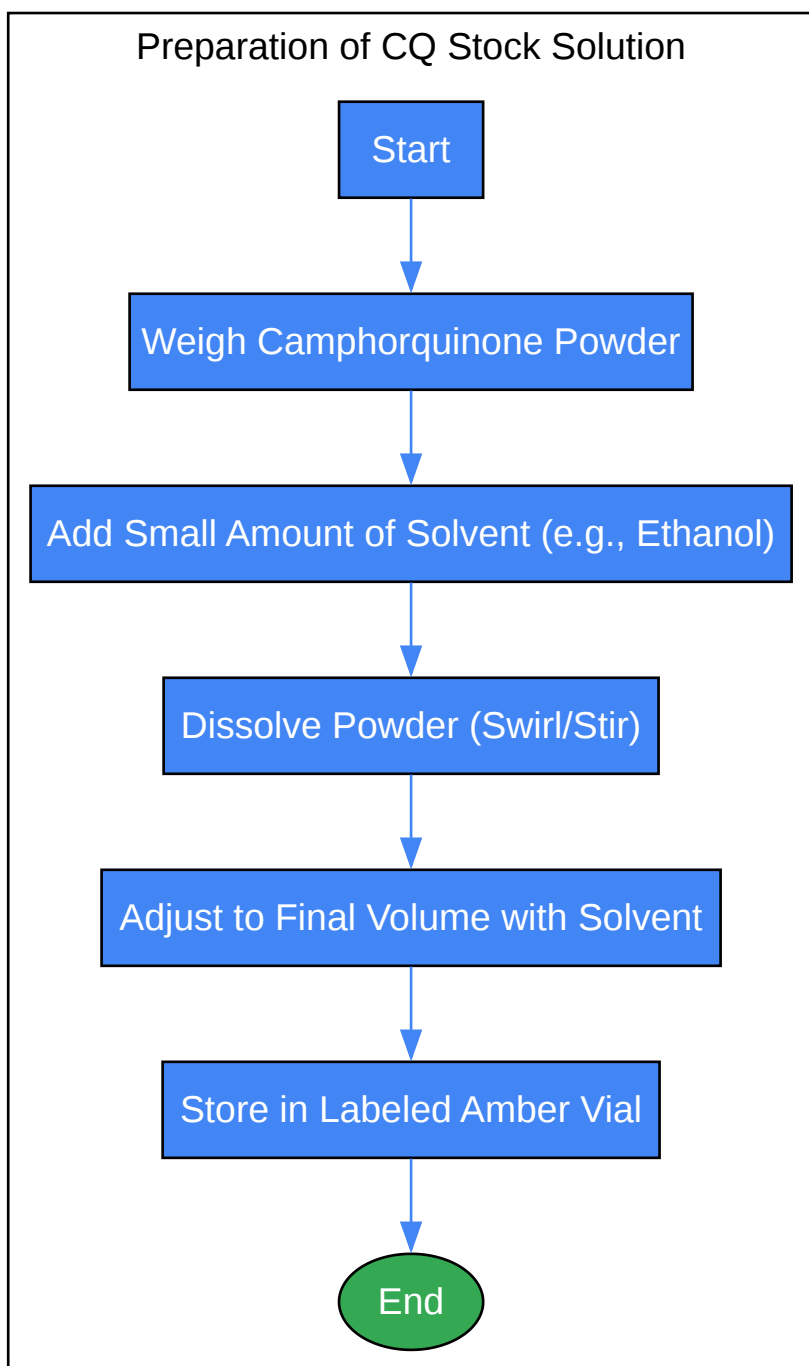 Preparation of CQ Stock Solution
Start
Weigh Camphorquinone Powder
Add Small Amount of Solvent (e.g., Ethanol)
Dissolve Powder (Swirl/Stir)
Adjust to Final Volume with Solvent
Store in Labeled Amber Vial
End